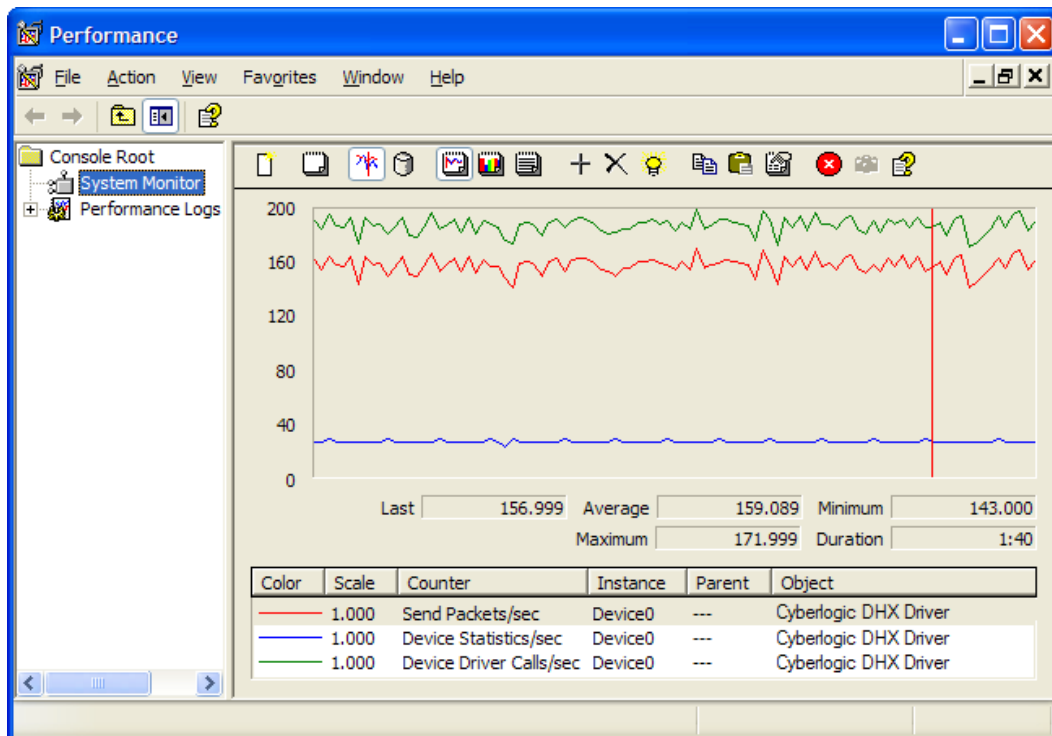 Performance
File Action View Favorites Window Help
Console Root
System Monitor
Performance Logs
200
160
120
80
40
0
Last 156.999 Average 159.089 Minimum 143.000
Maximum 171.999 Duration 1:40
Color Scale Counter Instance Parent Object
1.000 Send Packets/sec Device0 --- Cyberlogic DHX Driver
1.000 Device Statistics/sec Device0 --- Cyberlogic DHX Driver
1.000 Device Driver Calls/sec Device0 --- Cyberlogic DHX Driver